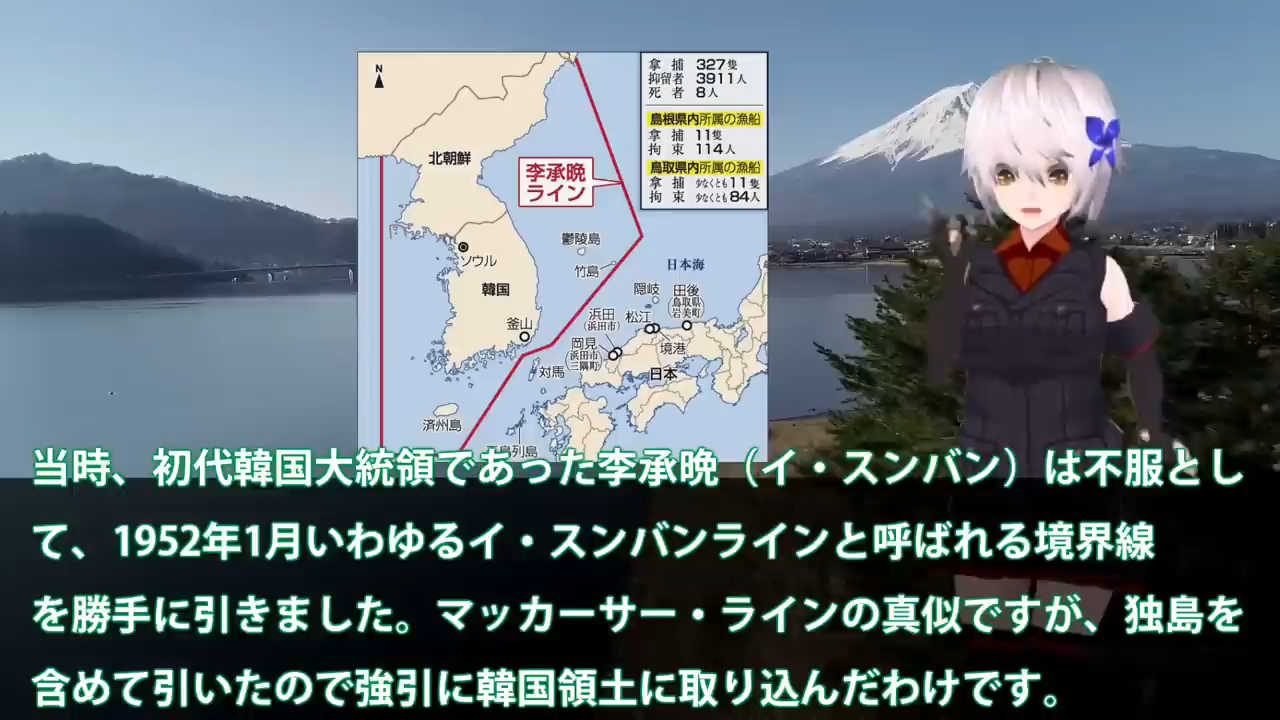 N
拿捕 327隻
抑留者 3911人
死者 8人
島根県内所属の漁船
拿捕 11隻
拘束 114人
鳥取県内所属の漁船
拿捕 少なくとも11隻
拘束 少なくとも84人
北朝鮮
李承晩
ライン
鬱陵島
ソウル
竹島
日本海
韓国
隠岐
田後
(鳥取県
岩美町)
浜田
(浜田市)
松江
釜山
岡見
(浜田市
三隅町)
境港
対馬
日本
済州島
島列島
当時、初代韓国大統領であった李承晩（イ・スンバン）は不服とし
て、1952年1月いわゆるイ・スンバンラインと呼ばれる境界線
を勝手に引きました。マッカーサー・ラインの真似ですが、独島を
含めて引いたので強引に韓国領土に取り込んだわけです。